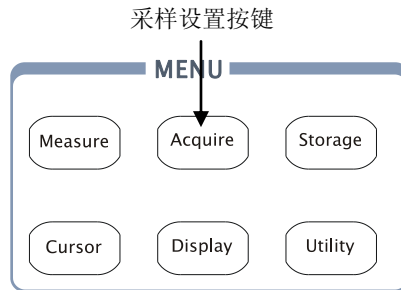 采样设置按键
MENU
Measure Acquire Storage
Cursor Display Utility